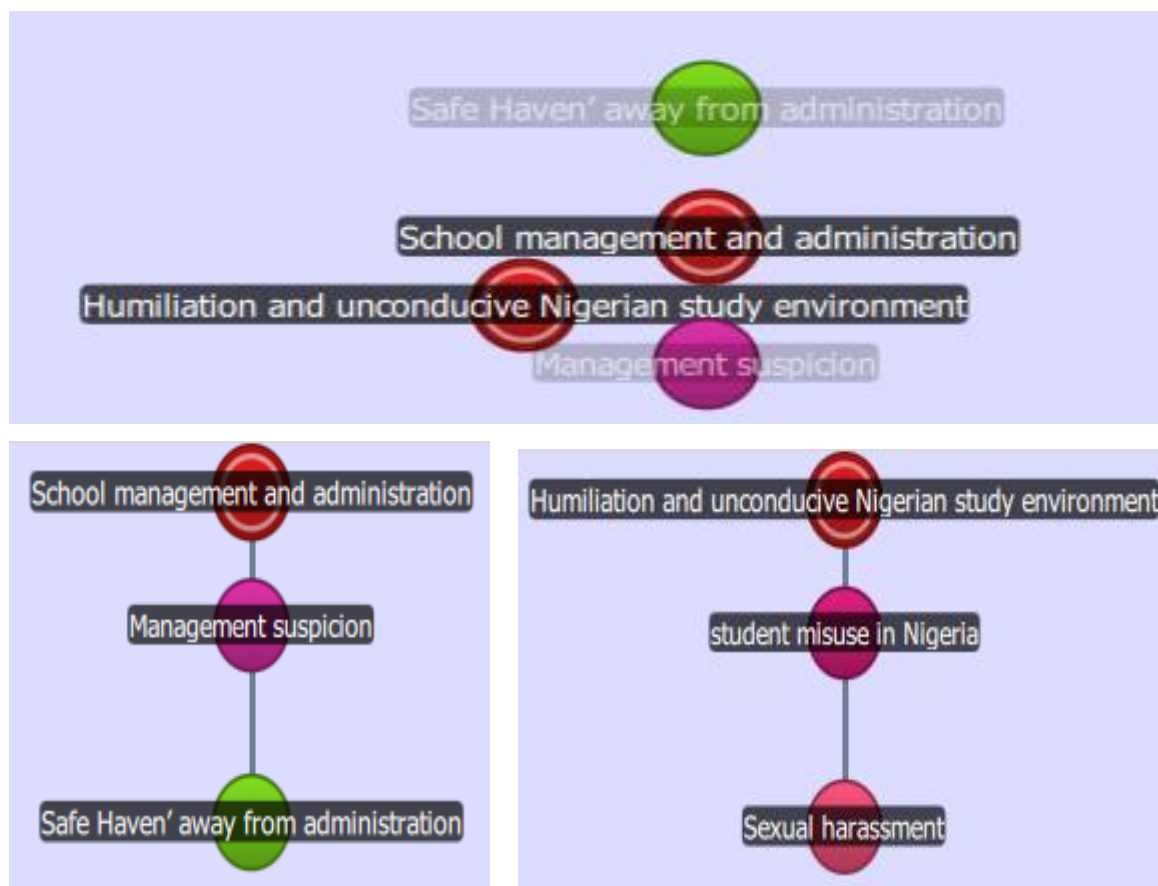 Safe Haven’ away from administration
School management and administration
Humiliation and unconducive Nigerian study environment
Management suspicion
School management and administration
Management suspicion
Safe Haven’ away from administration
Humiliation and unconducive Nigerian study environment
student misuse in Nigeria
Sexual harassment